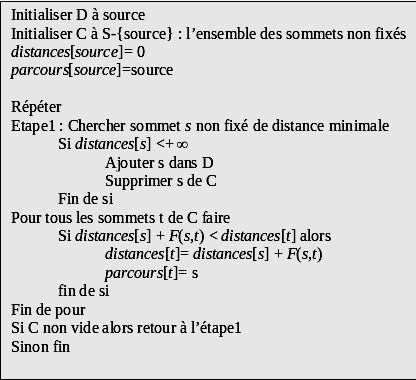 Initialiser D à source
Initialiser C à S-{source} : l'ensemble des sommets non fixés
distances[source]= 0
parcours[source]=source
Répéter
Etape1 : Chercher sommet s non fixé de distance minimale
Si distances[s] <+∞
Ajouter s dans D
Supprimer s de C
Fin de si
Pour tous les sommets t de C faire
Si distances[s] + F(s,t) < distances[t] alors
distances[t]= distances[s] + F(s,t)
parcours[t]= s
fin de si
Fin de pour
Si C non vide alors retour à l'étape1
Sinon fin